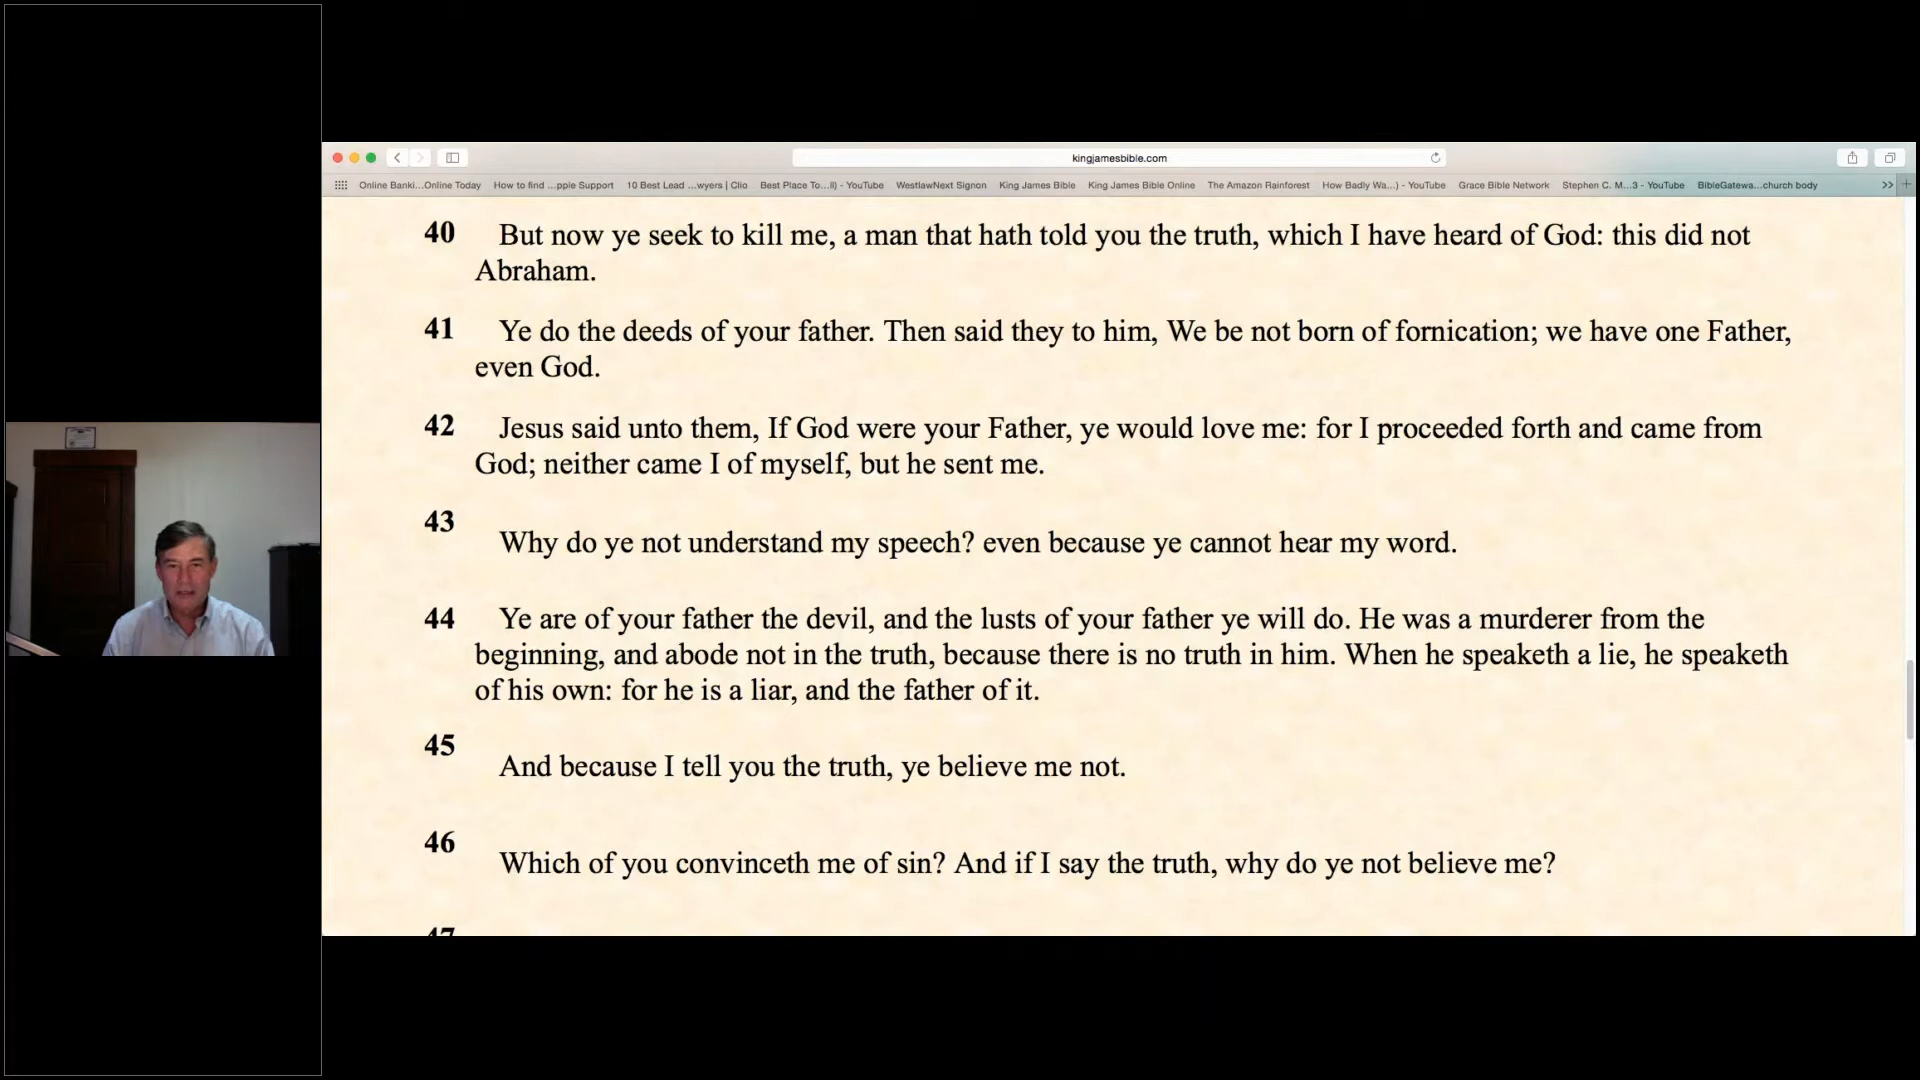 kingjamesbible.com
Online Banki...Online Today How to find ...pple Support 10 Best Lead ...wyers | Clio Best Place To...ll) - YouTube WestlawNext Signon King James Bible King James Bible Online The Amazon Rainforest How Badly Wa...) - YouTube Grace Bible Network Stephen C. M...3 - YouTube BibleGatewa...church body >>
40 But now ye seek to kill me, a man that hath told you the truth, which I have heard of God: this did not
Abraham.
41 Ye do the deeds of your father. Then said they to him, We be not born of fornication; we have one Father,
even God.
42 Jesus said unto them, If God were your Father, ye would love me: for I proceeded forth and came from
God; neither came I of myself, but he sent me.
43 Why do ye not understand my speech? even because ye cannot hear my word.
44 Ye are of your father the devil, and the lusts of your father ye will do. He was a murderer from the
beginning, and abode not in the truth, because there is no truth in him. When he speaketh a lie, he speaketh
of his own: for he is a liar, and the father of it.
45 And because I tell you the truth, ye believe me not.
46 Which of you convinceth me of sin? And if I say the truth, why do ye not believe me?
47